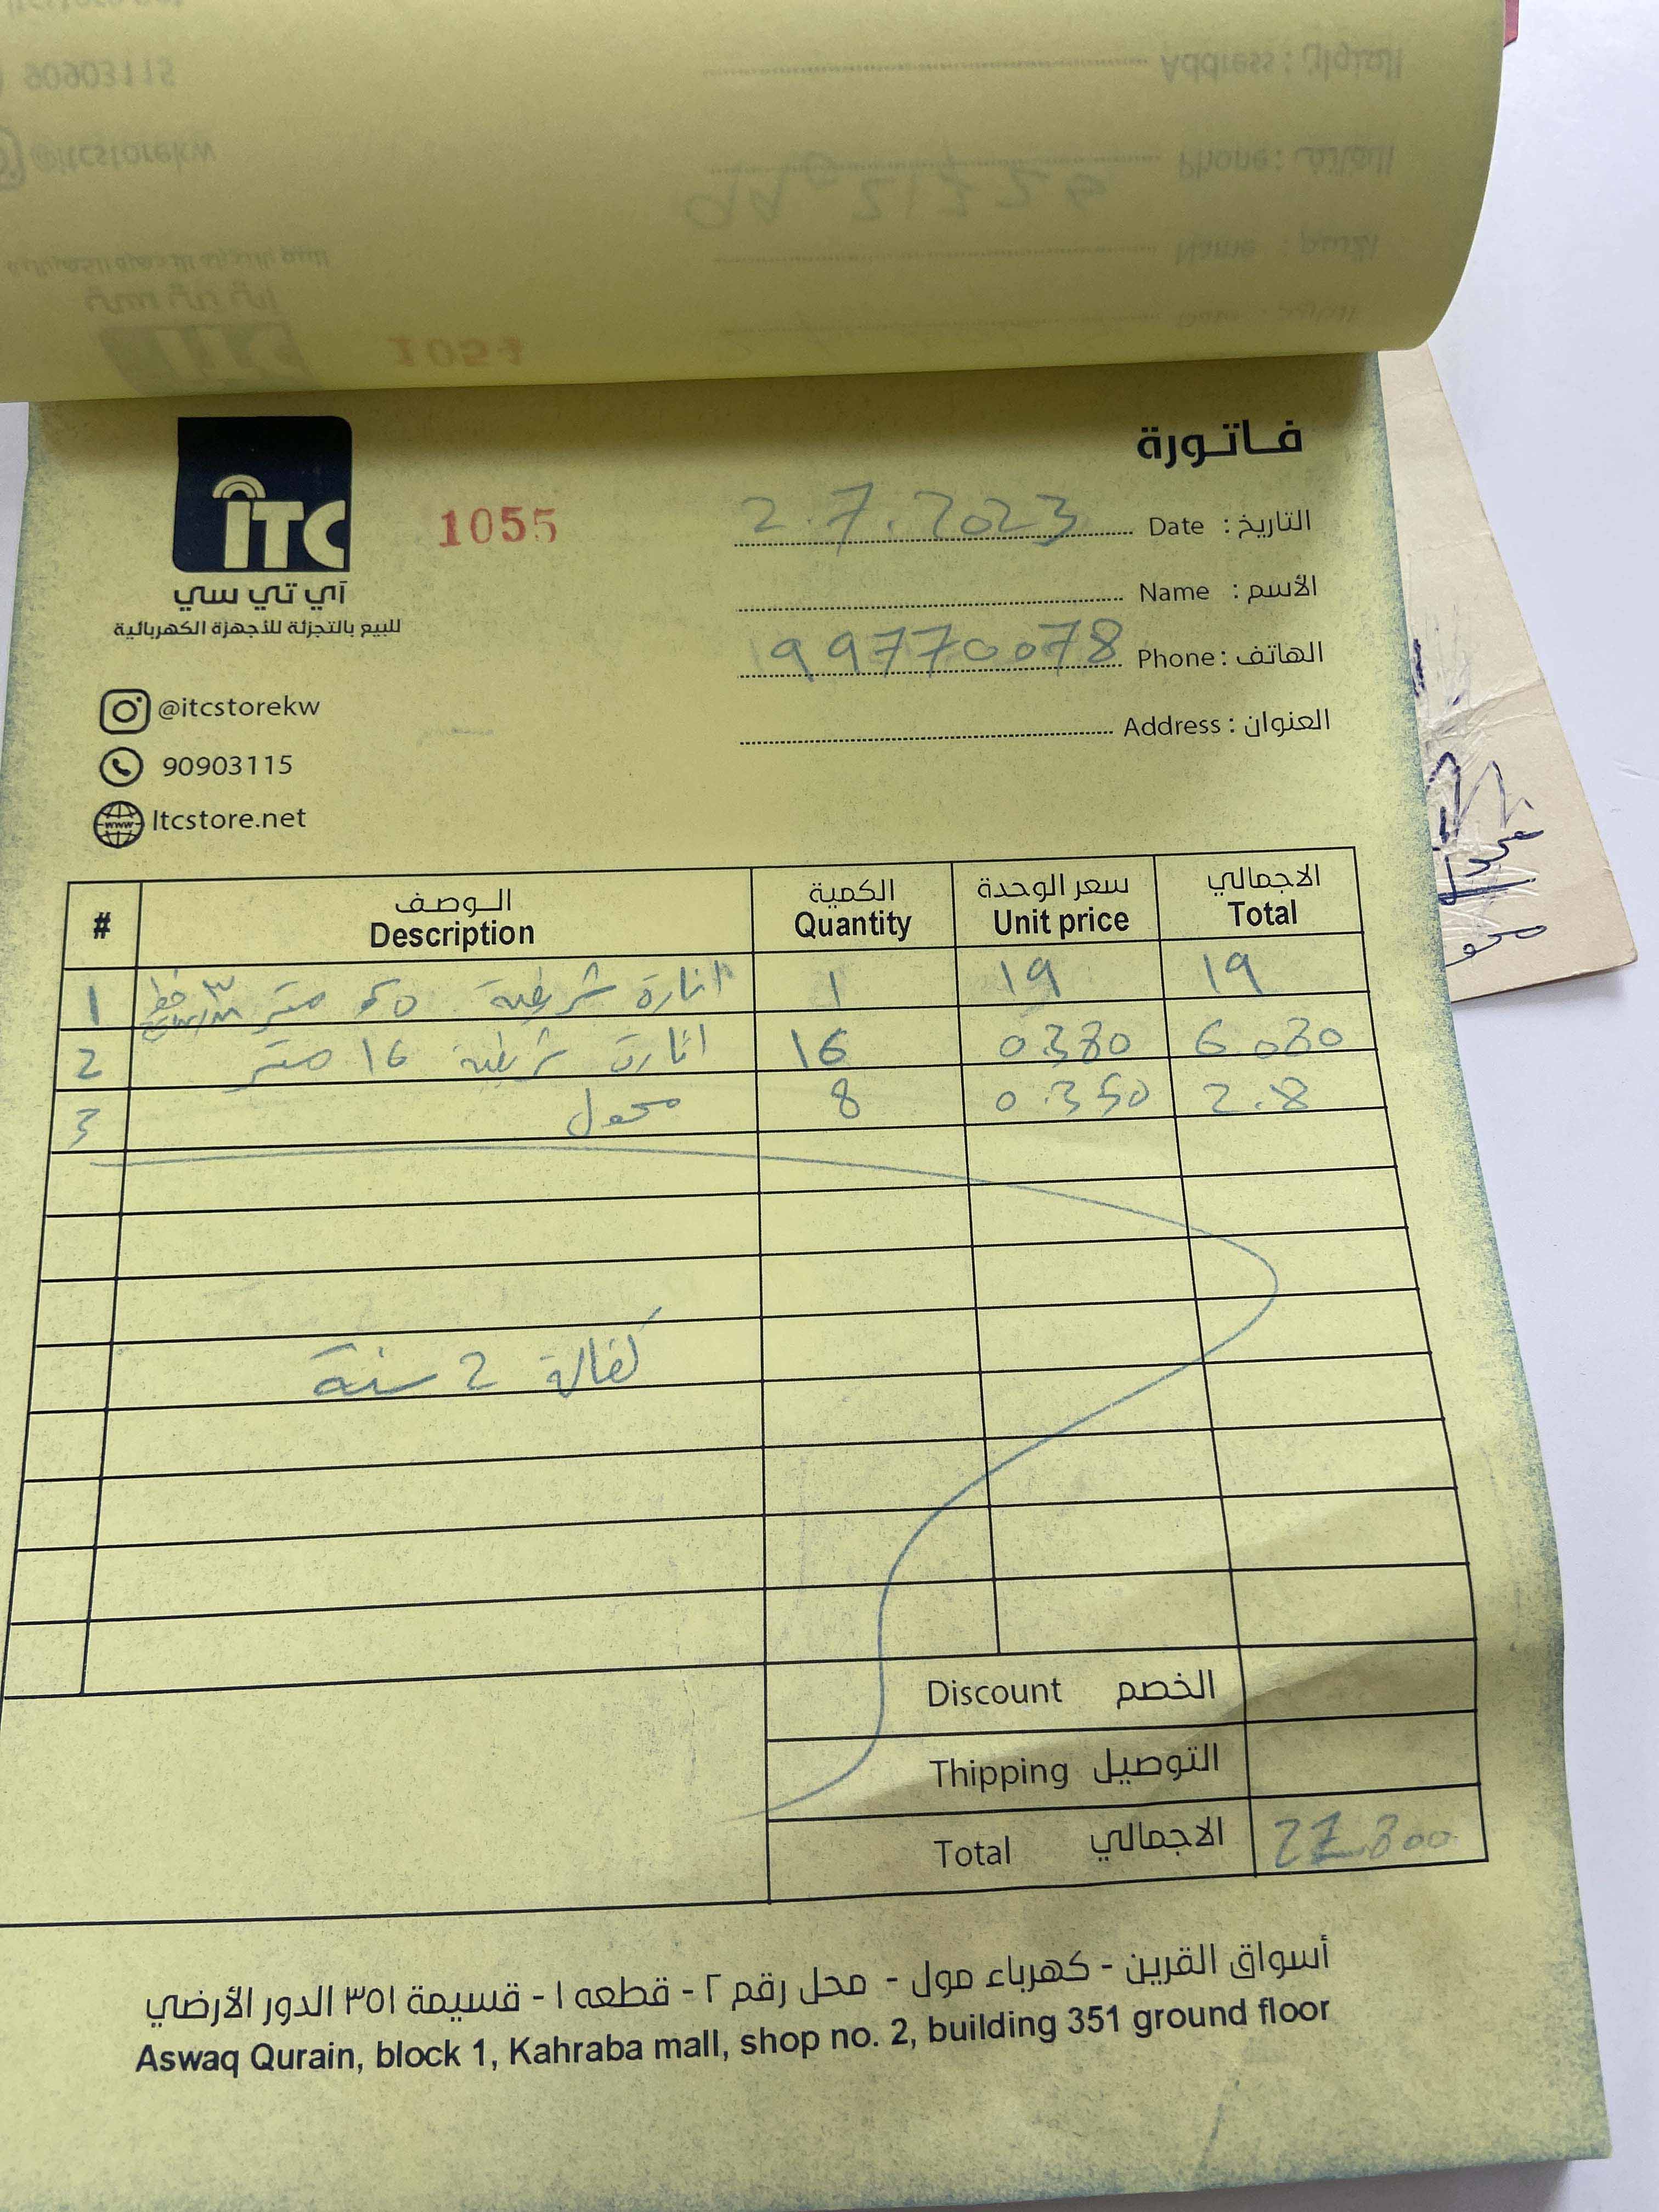 فاتورة
ITC
آي تي سي
للبيع بالتجزئة للأجهزة الكهربائية
1055
التاريخ : Date 2.7.2023
الأسم : Name
الهاتف : Phone 99770078
العنوان : Address
@itcstorekw
90903115
Itcstore.net
# الوصف الكمية سعر الوحدة الاجمالي
Description Quantity Unit price Total
1 انارة شريطية 50 متر ٣ خط 1 19 19
2 انارة شريطية 16 متر 16 0.380 6.080
3 محول 8 0.350 2.8
كفالة 2 سنة
Discount الخصم
Thipping التوصيل
Total الاجمالي 27.800
أسواق القرين - كهرباء مول - محل رقم ٢ - قطعه ١ - قسيمة ٣٥١ الدور الأرضي
Aswaq Qurain, block 1, Kahraba mall, shop no. 2, building 351 ground floor